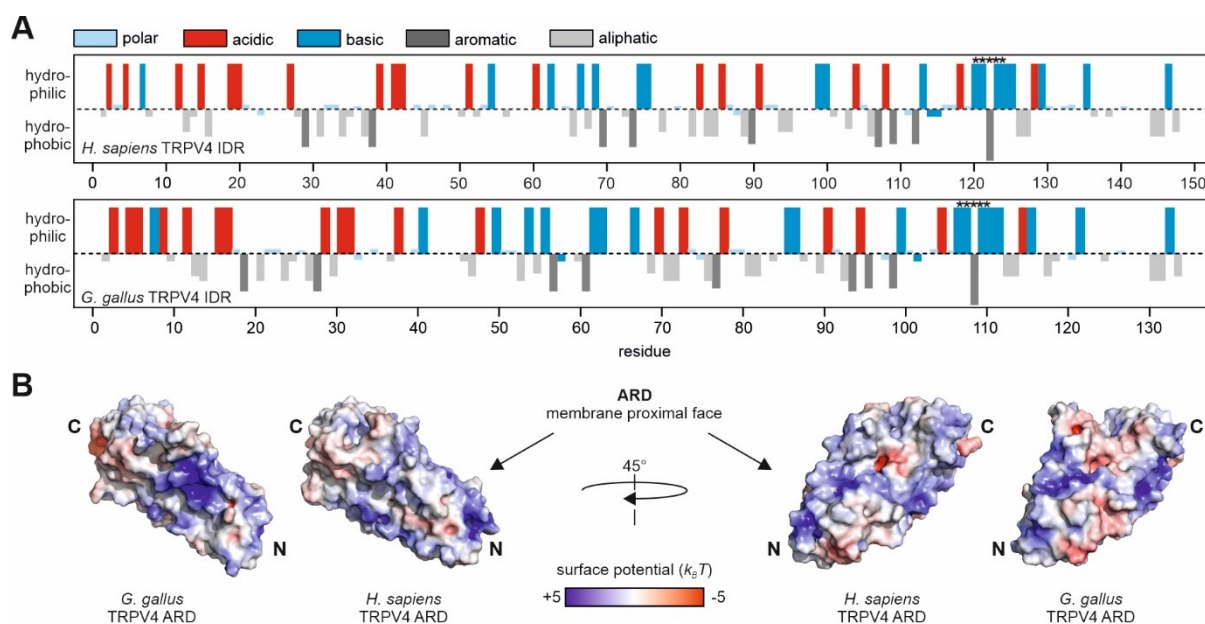 A
polar acidic basic aromatic aliphatic
hydro-
philic
*****
hydro-
phobic
H. sapiens TRPV4 IDR
0 10 20 30 40 50 60 70 80 90 100 110 120 130 140 150
hydro-
philic
*****
hydro-
phobic
G. gallus TRPV4 IDR
0 10 20 30 40 50 60 70 80 90 100 110 120 130
residue
B
ARD
membrane proximal face
C
N
C
N
45°
C
N
C
N
surface potential (kBT)
+5 -5
G. gallus
TRPV4 ARD
H. sapiens
TRPV4 ARD
H. sapiens
TRPV4 ARD
G. gallus
TRPV4 ARD